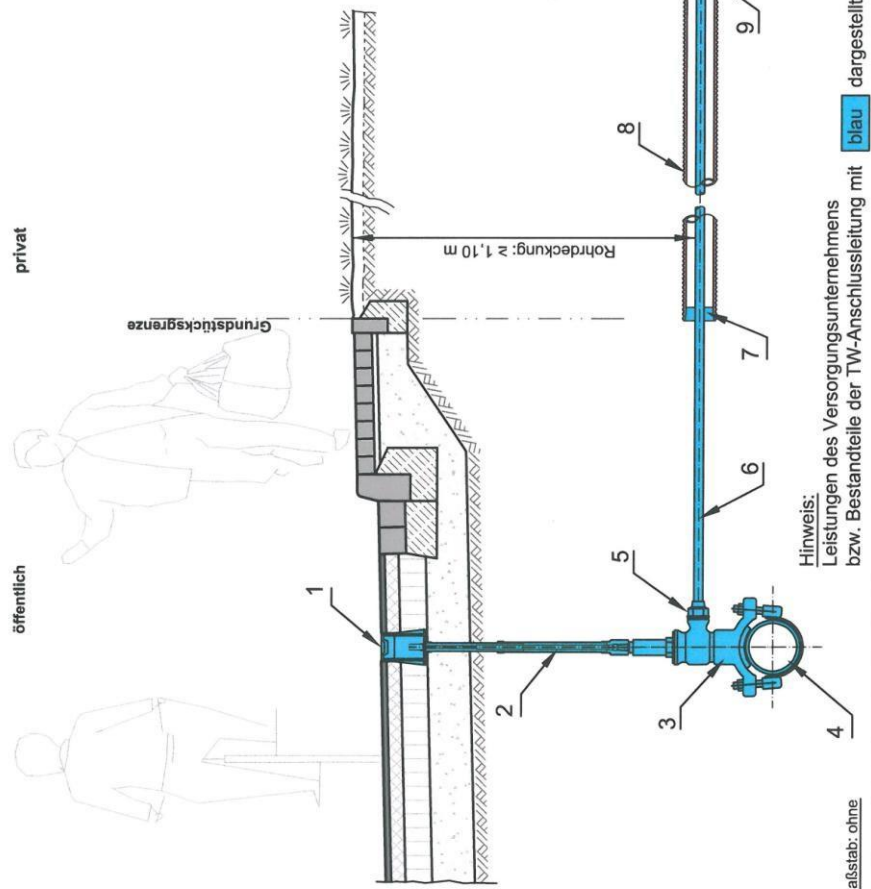 öffentlich
privat
Grundstücksgrenze
Rohrdeckung: ≥ 1,10 m
1
2
3
4
5
6
7
8
9
Hinweis:
Leistungen des Versorgungsunternehmens
bzw. Bestandteile der TW-Anschlussleitung mit blau dargestellt
aßstab: ohne